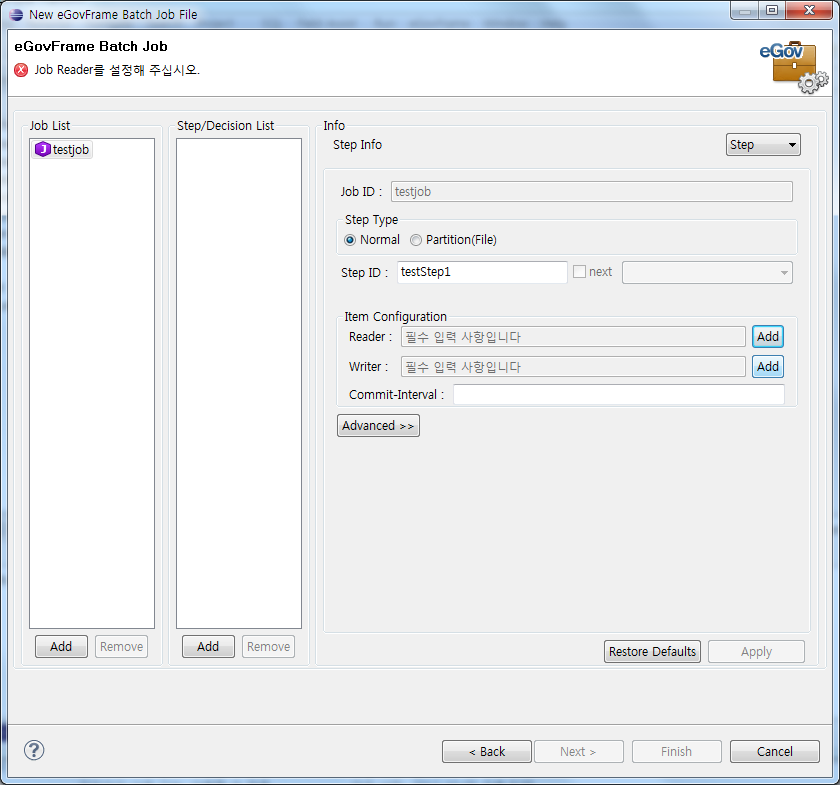 New eGovFrame Batch Job File
eGovFrame Batch Job
Job Reader를 설정해 주십시오.
eGov
Job List
testjob
Add Remove
Step/Decision List
Add Remove
Info
Step Info Step
Job ID : testjob
Step Type
Normal Partition(File)
Step ID : testStep1 next
Item Configuration
Reader : 필수 입력 사항입니다 Add
Writer : 필수 입력 사항입니다 Add
Commit-Interval :
Advanced >>
Restore Defaults Apply
? < Back Next > Finish Cancel